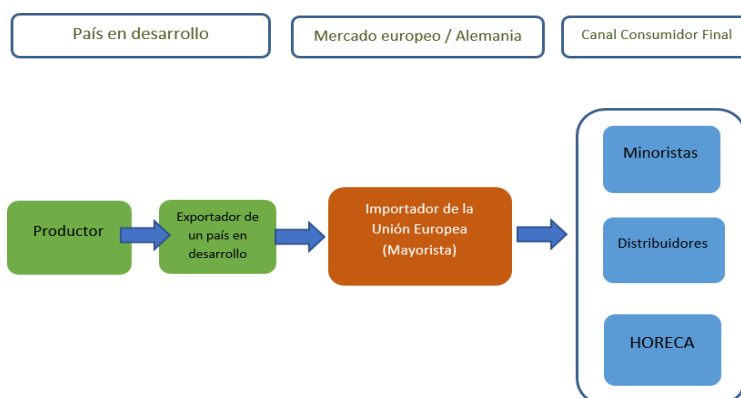 País en desarrollo
Mercado europeo / Alemania
Canal Consumidor Final
Productor
Exportador de
un país en
desarrollo
Importador de la
Unión Europea
(Mayorista)
Minoristas
Distribuidores
HORECA